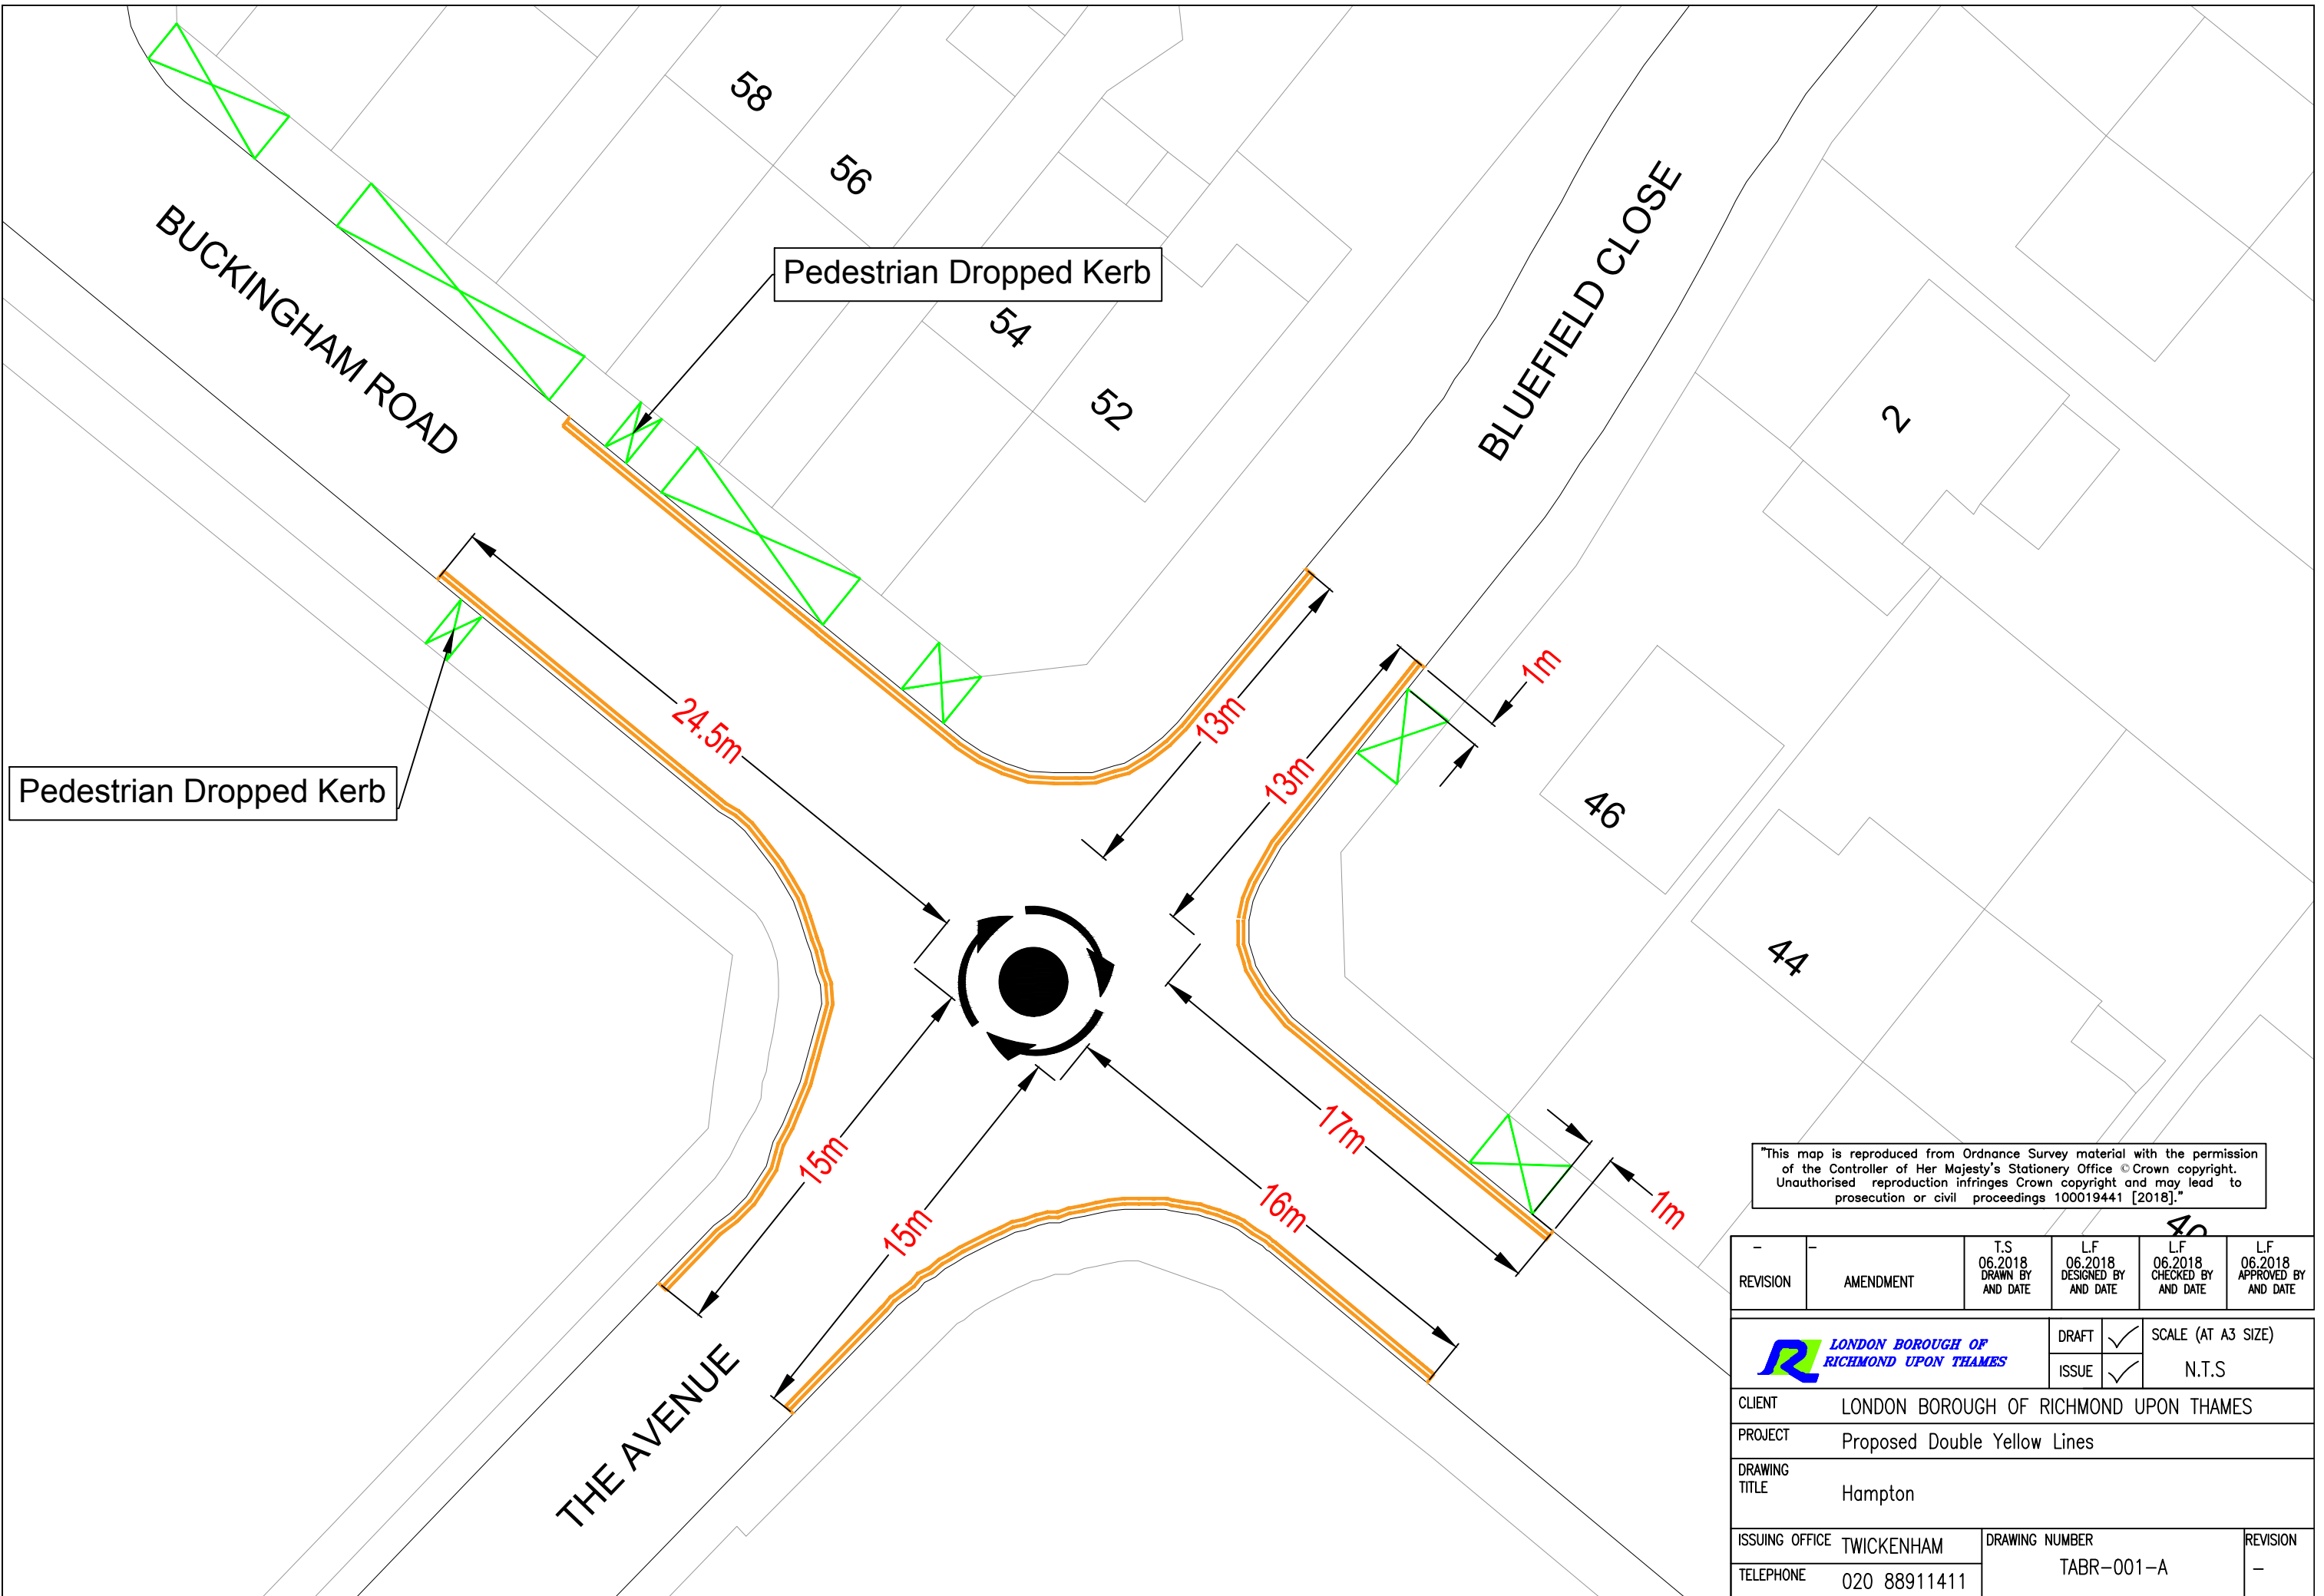 58
56
BUCKINGHAM ROAD
Pedestrian Dropped Kerb
BLUEFIELD CLOSE
54
52
2
1m
24.5m
13m
13m
Pedestrian Dropped Kerb
46
44
17m
15m
15m
16m
1m
THE AVENUE
"This map is reproduced from Ordnance Survey material with the permission
of the Controller of Her Majesty's Stationery Office © Crown copyright.
Unauthorised reproduction infringes Crown copyright and may lead to
prosecution or civil proceedings 100019441 [2018]."
- - T.S L.F L.F L.F
06.2018 06.2018 06.2018 06.2018
REVISION AMENDMENT DRAWN BY DESIGNED BY CHECKED BY APPROVED BY
AND DATE AND DATE AND DATE AND DATE
LONDON BOROUGH OF
RICHMOND UPON THAMES
DRAFT SCALE (AT A3 SIZE)
ISSUE N.T.S
CLIENT LONDON BOROUGH OF RICHMOND UPON THAMES
PROJECT Proposed Double Yellow Lines
DRAWING
TITLE Hampton
ISSUING OFFICE TWICKENHAM DRAWING NUMBER REVISION
TELEPHONE 020 88911411 TABR-001-A -